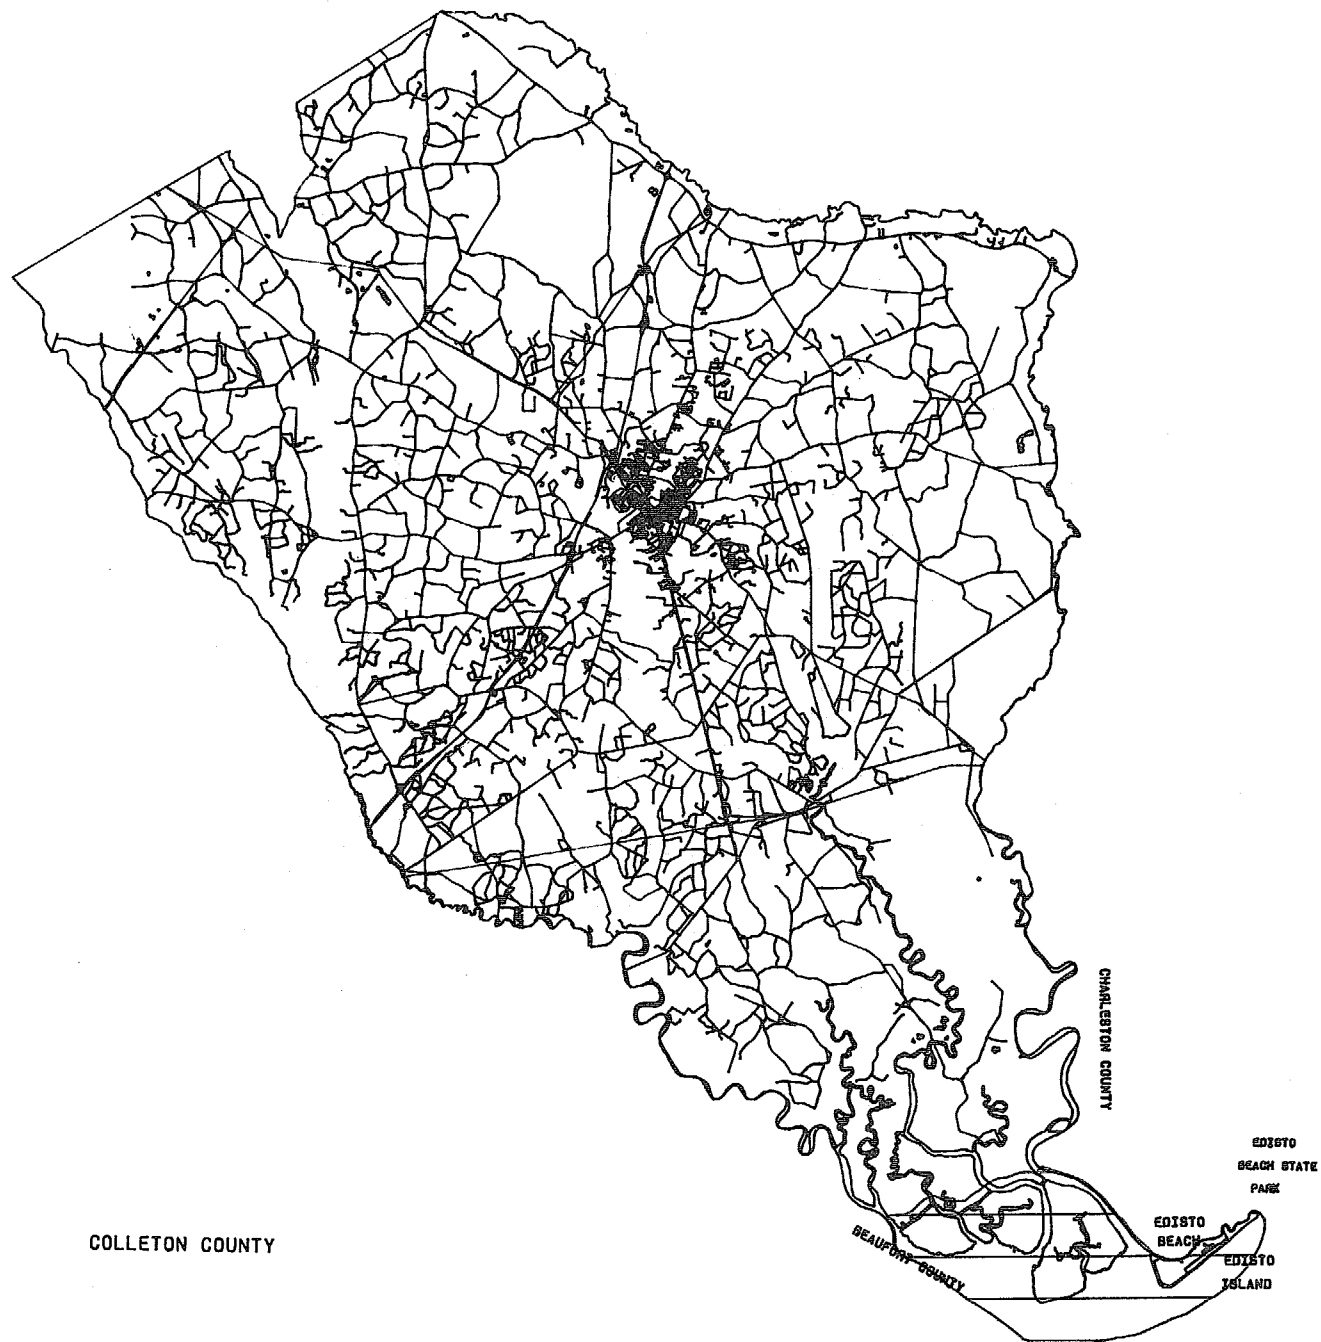 CHARLESTON COUNTY
EDISTO
BEACH STATE
PARK
EDISTO
BEACH
EDISTO
ISLAND
BEAUFORT COUNTY
COLLETON COUNTY